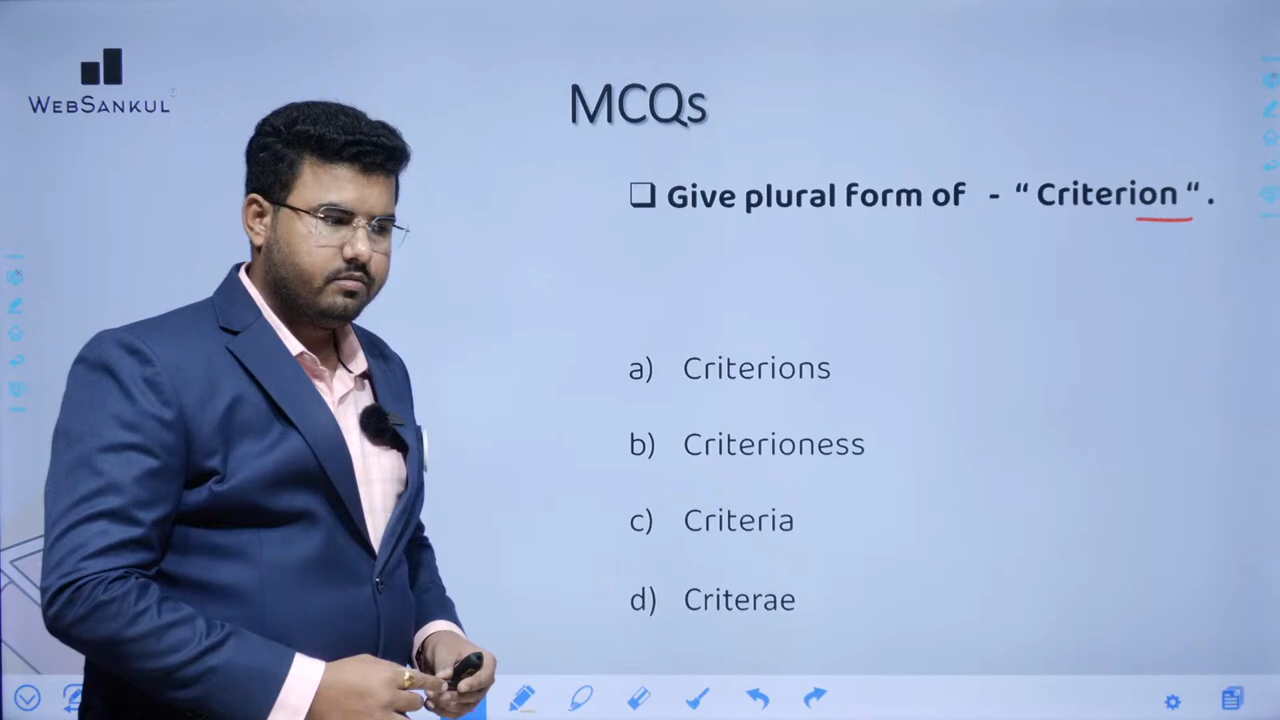 WEBSANKUL®
MCQs
❑ Give plural form of - “ Criterion “ .
a) Criterions
b) Criterioness
c) Criteria
d) Criterae